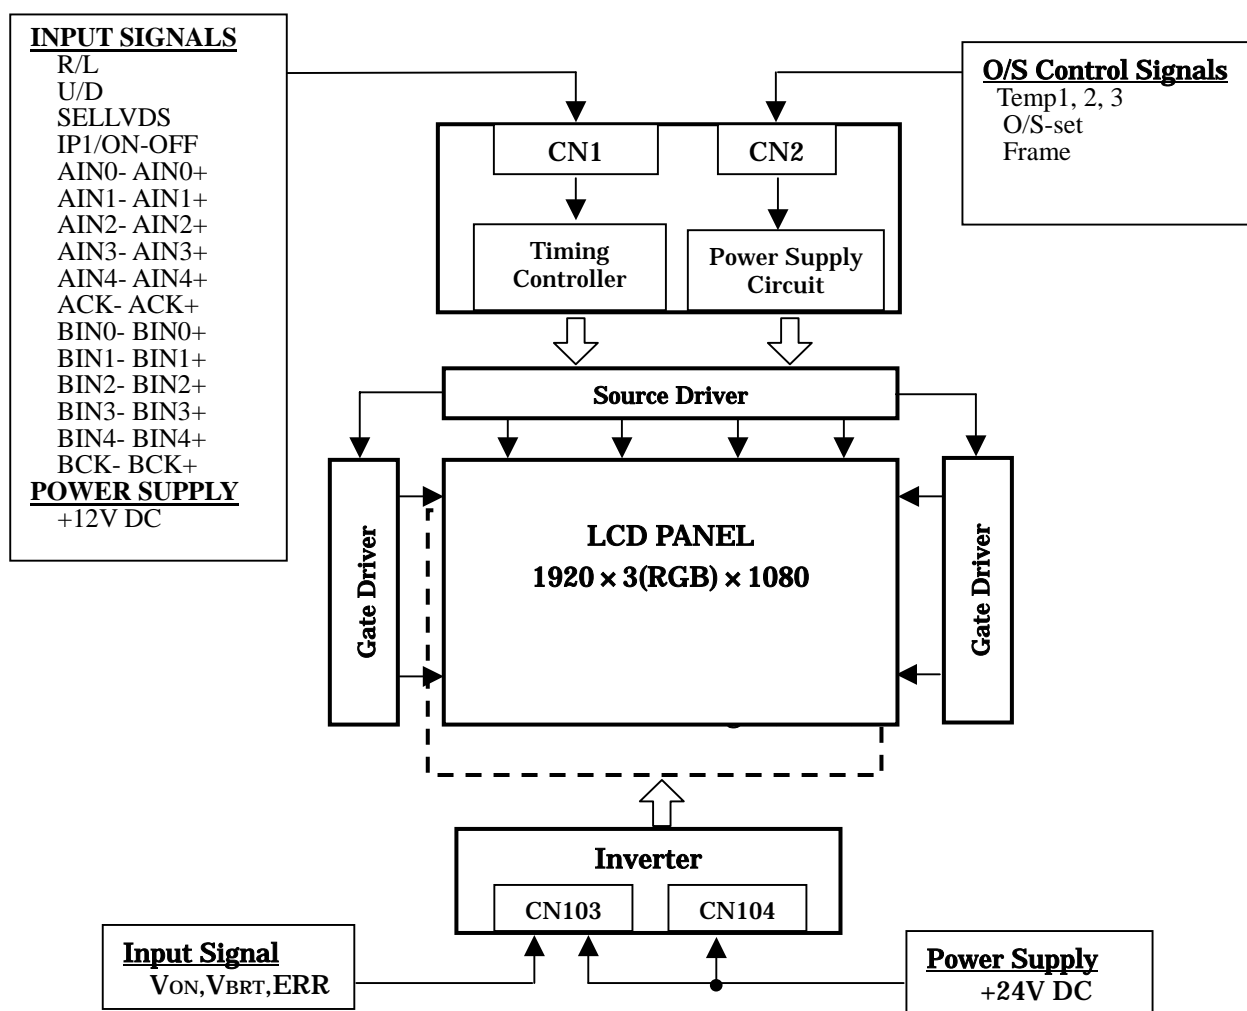 INPUT SIGNALS
R/L
U/D
SELLVDS
IP1/ON-OFF
AIN0- AIN0+
AIN1- AIN1+
AIN2- AIN2+
AIN3- AIN3+
AIN4- AIN4+
ACK- ACK+
BIN0- BIN0+
BIN1- BIN1+
BIN2- BIN2+
BIN3- BIN3+
BIN4- BIN4+
BCK- BCK+
POWER SUPPLY
+12V DC
O/S Control Signals
Temp1, 2, 3
O/S-set
Frame
CN1
CN2
Timing
Controller
Power Supply
Circuit
Source Driver
Gate Driver
LCD PANEL
1920 × 3(RGB) × 1080
Gate Driver
Inverter
CN103
CN104
Input Signal
VON,VBRT,ERR
Power Supply
+24V DC